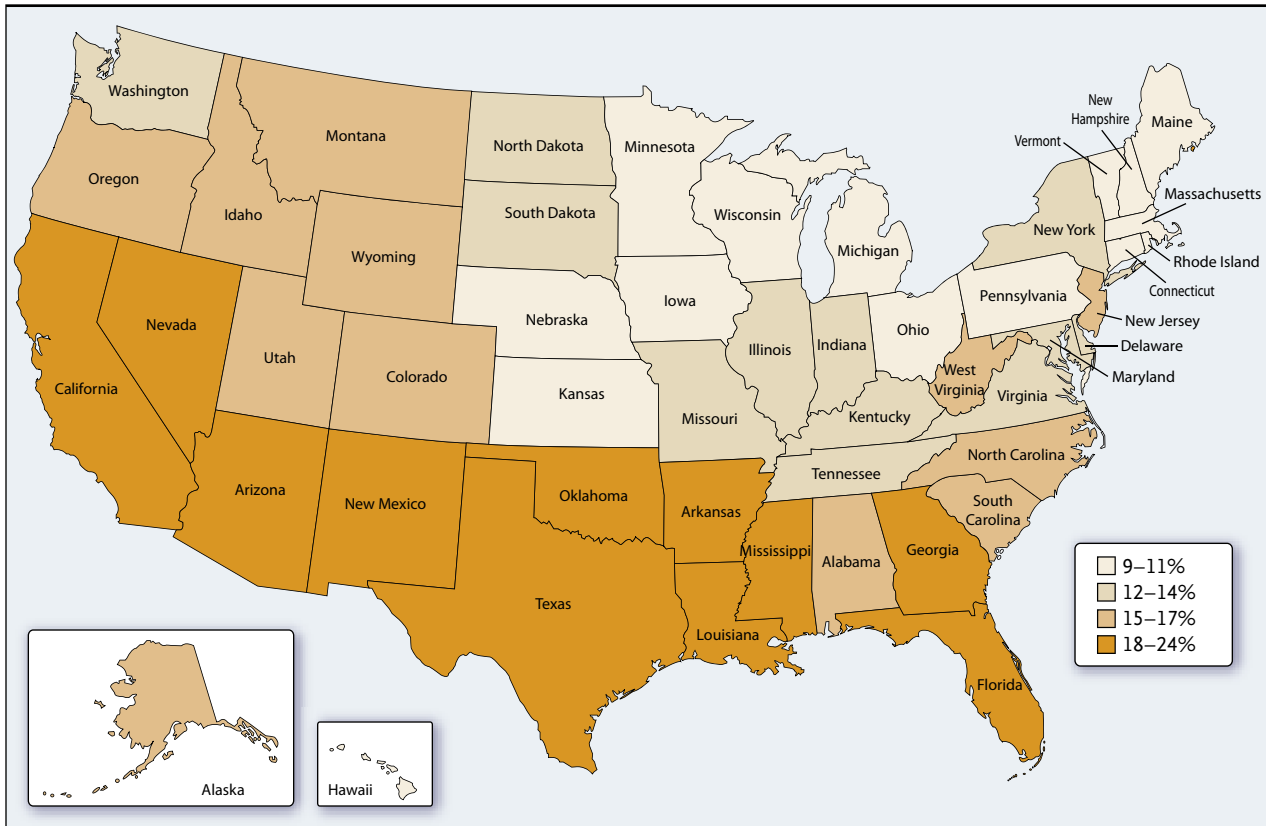 Washington
Montana
North Dakota
Minnesota
New
Hampshire
Maine
Vermont
Oregon
Idaho
South Dakota
Wisconsin
Massachusetts
Wyoming
Michigan
New York
Rhode Island
Connecticut
Nevada
Nebraska
Iowa
Pennsylvania
New Jersey
Utah
Colorado
Illinois
Indiana
Ohio
Delaware
Maryland
California
Kansas
Missouri
Kentucky
West
Virginia
Virginia
Arizona
New Mexico
Oklahoma
Arkansas
Tennessee
North Carolina
South
Carolina
Mississippi
Alabama
Georgia
Texas
Louisiana
Florida
9–11%
12–14%
15–17%
18–24%
Alaska
Hawaii